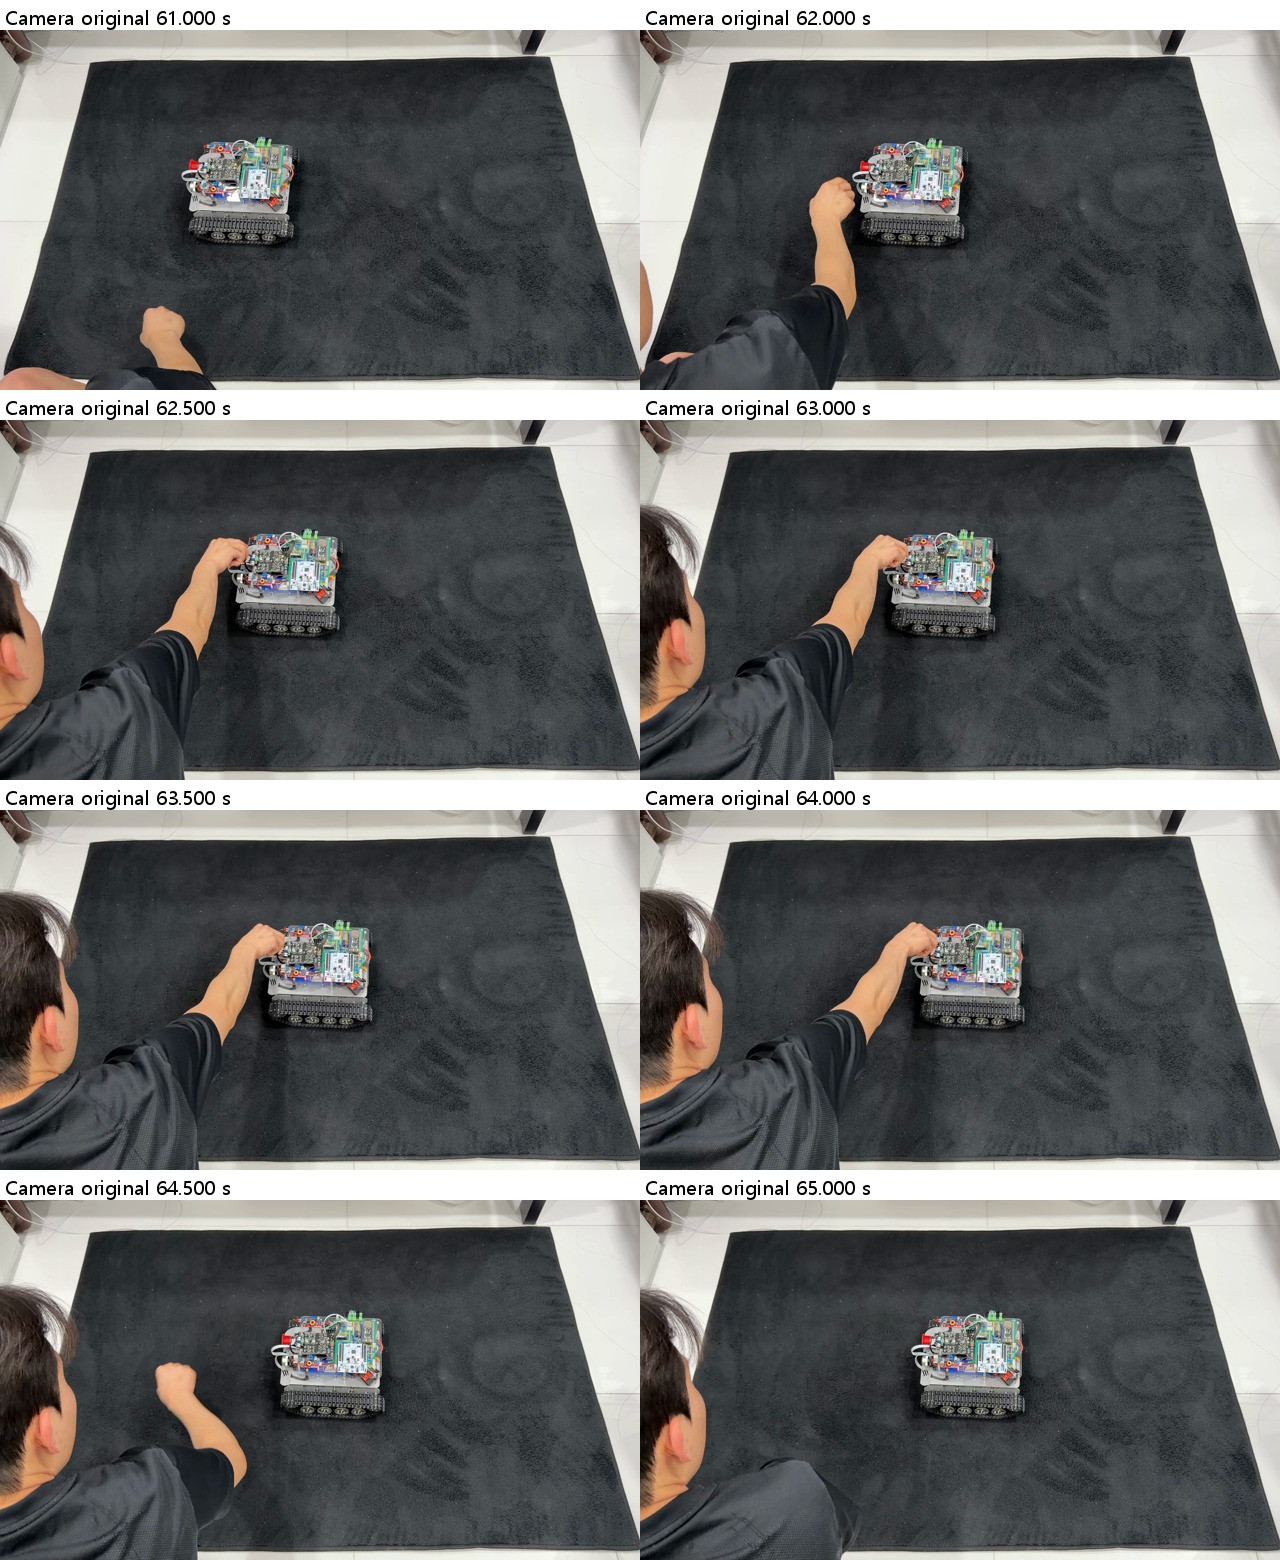 Camera original 61.000 s
Camera original 62.000 s
Camera original 62.500 s
Camera original 63.000 s
Camera original 63.500 s
Camera original 64.000 s
Camera original 64.500 s
Camera original 65.000 s